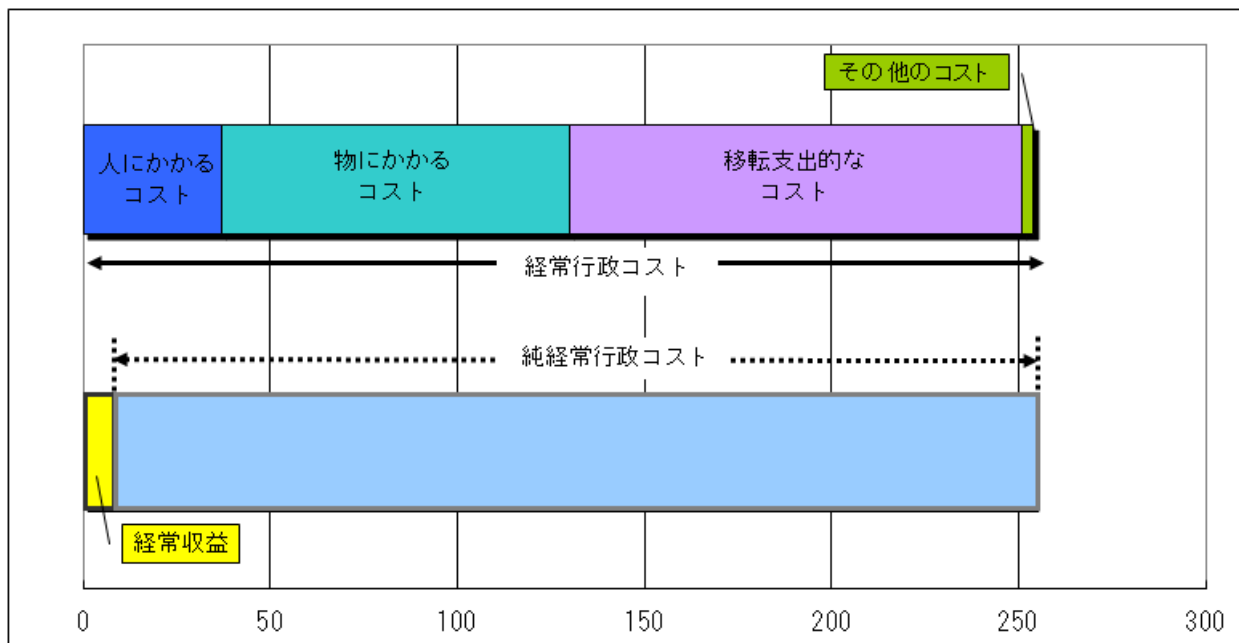 その他のコスト
人にかかる
コスト
物にかかる
コスト
移転支出的な
コスト
経常行政コスト
純経常行政コスト
経常収益
0 50 100 150 200 250 300